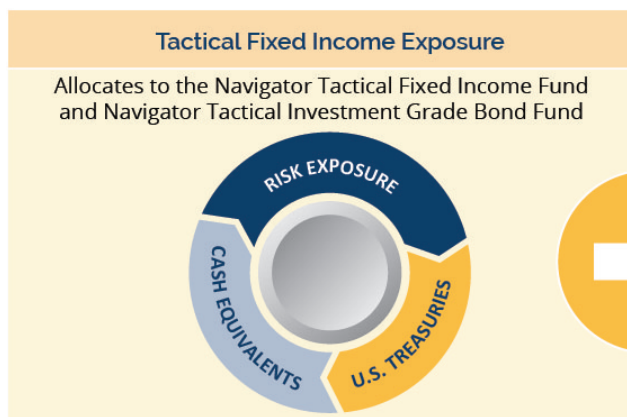 Tactical Fixed Income Exposure
Allocates to the Navigator Tactical Fixed Income Fund
and Navigator Tactical Investment Grade Bond Fund
RISK EXPOSURE
CASH EQUIVALENTS
U.S. TREASURIES